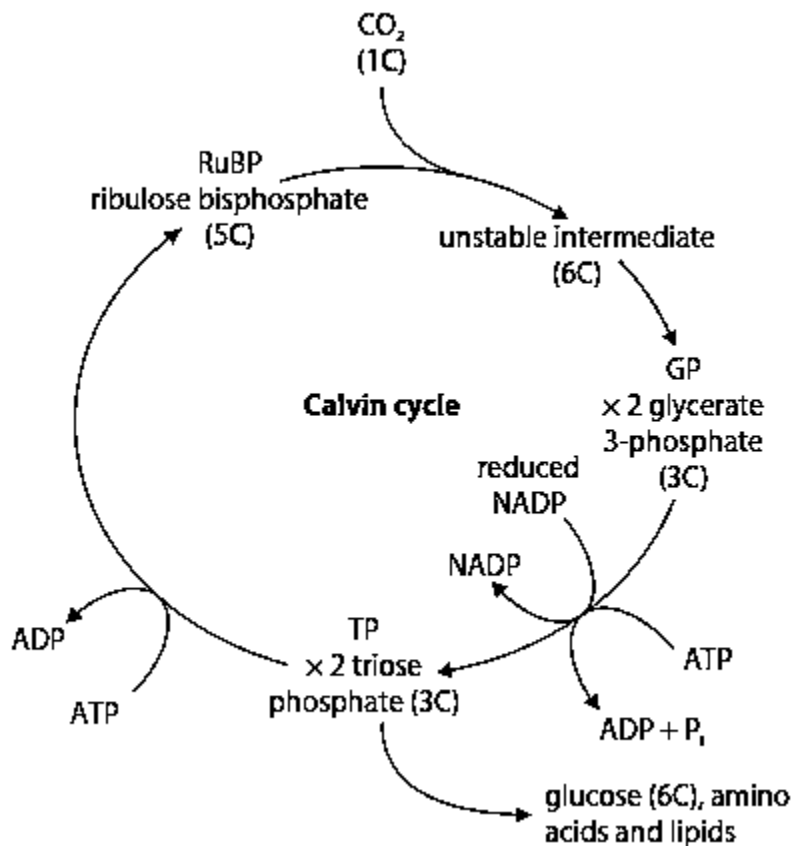 CO₂
(1C)
RuBP
ribulose bisphosphate
(5C)
unstable intermediate
(6C)
GP
× 2 glycerate
3-phosphate
(3C)
Calvin cycle
reduced
NADP
NADP
ATP
ADP + Pᵢ
TP
× 2 triose
phosphate (3C)
ADP
ATP
glucose (6C), amino
acids and lipids